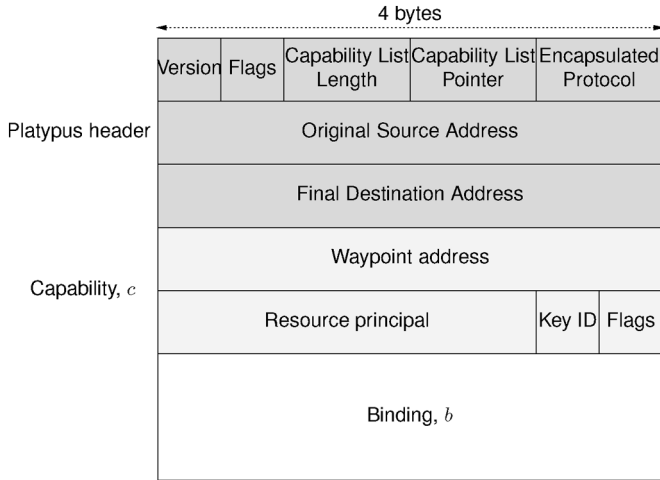 4 bytes
Version
Flags
Capability List
Length
Capability List
Pointer
Encapsulated
Protocol
Platypus header
Original Source Address
Final Destination Address
Waypoint address
Capability, c
Resource principal
Key ID
Flags
Binding, b